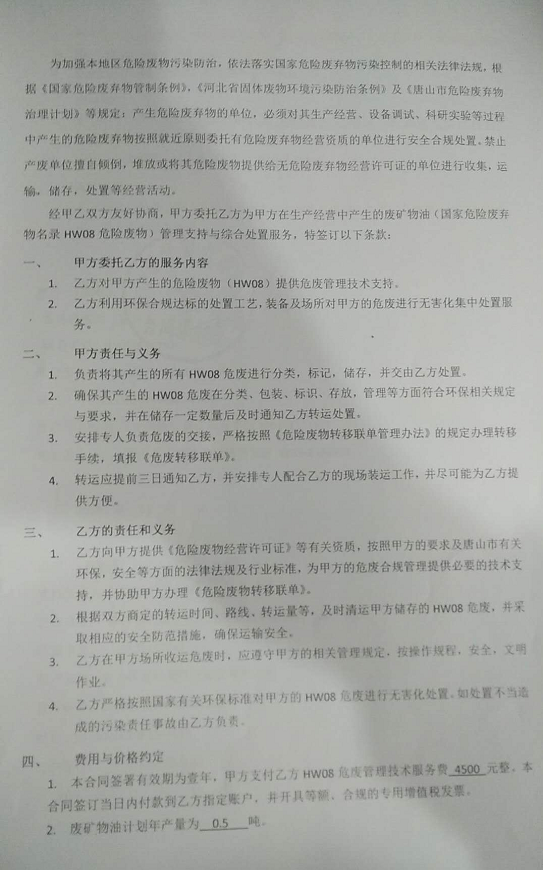 为加强本地区危险废物污染防治，依法落实国家危险废弃物污染控制的相关法律法规，根
据《国家危险废弃物管制条例》，《河北省固体废物环境污染防治条例》及《唐山市危险废弃物
治理计划》等规定：产生危险废弃物的单位，必须对其生产经营、设备调试、科研实验等过程
中产生的危险废弃物按照就近原则委托有危险废弃物经营资质的单位进行安全合规处置。禁止
产废单位擅自倾倒，堆放或将其危险废物提供给无危险废弃物经营许可证的单位进行收集，运
输，储存，处置等经营活动。
经甲乙双方友好协商，甲方委托乙方为甲方在生产经营中产生的废矿物油（国家危险废弃
物名录 HW08 危险废物）管理支持与综合处置服务，特签订以下条款：
一、 甲方委托乙方的服务内容
1. 乙方对甲方产生的危险废物（HW08）提供危废管理技术支持。
2. 乙方利用环保合规达标的处置工艺，装备及场所对甲方的危废进行无害化集中处置服
务。
二、 甲方责任与义务
1. 负责将其产生的所有 HW08 危废进行分类，标记，储存，并交由乙方处置。
2. 确保其产生的 HW08 危废在分类、包装、标识、存放，管理等方面符合环保相关规定
与要求，并在储存一定数量后及时通知乙方转运处置。
3. 安排专人负责危废的交接，严格按照《危险废物转移联单管理办法》的规定办理转移
手续，填报《危废转移联单》。
4. 转运应提前三日通知乙方，并安排专人配合乙方的现场装运工作，并尽可能为乙方提
供方便。
三、 乙方的责任和义务
1. 乙方向甲方提供《危险废物经营许可证》等有关资质，按照甲方的要求及唐山市有关
环保，安全等方面的法律法规及行业标准，为甲方的危废合规管理提供必要的技术支
持，并协助甲方办理《危险废物转移联单》。
2. 根据双方商定的转运时间、路线、转运量等，及时清运甲方储存的 HW08 危废，并采
取相应的安全防范措施，确保运输安全。
3. 乙方在甲方场所收运危废时，应遵守甲方的相关管理规定，按操作规程，安全，文明
作业。
4. 乙方严格按照国家有关环保标准对甲方的 HW08 危废进行无害化处置。如处置不当造
成的污染责任事故由乙方负责。
四、 费用与价格约定
1. 本合同签署有效期为壹年，甲方支付乙方 HW08 危废管理技术服务费 4500 元整。本
合同签订当日内付款到乙方指定账户，并开具等额、合规的专用增值税发票。
2. 废矿物油计划年产量为 0.5 吨。